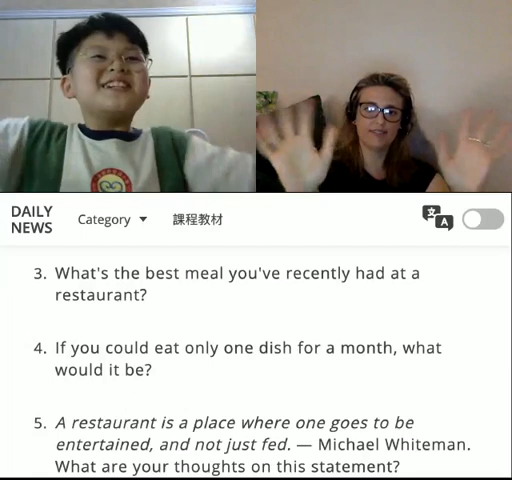 DAILY
NEWS
Category
課程教材
文
A
3. What's the best meal you've recently had at a
restaurant?
4. If you could eat only one dish for a month, what
would it be?
5. A restaurant is a place where one goes to be
entertained, and not just fed. — Michael Whiteman.
What are your thoughts on this statement?